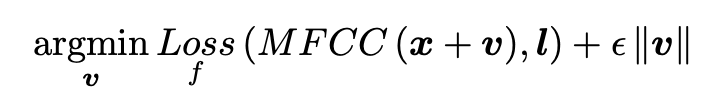 argmin Loss (MFCC (x + v), l) + ϵ ‖v‖
v f